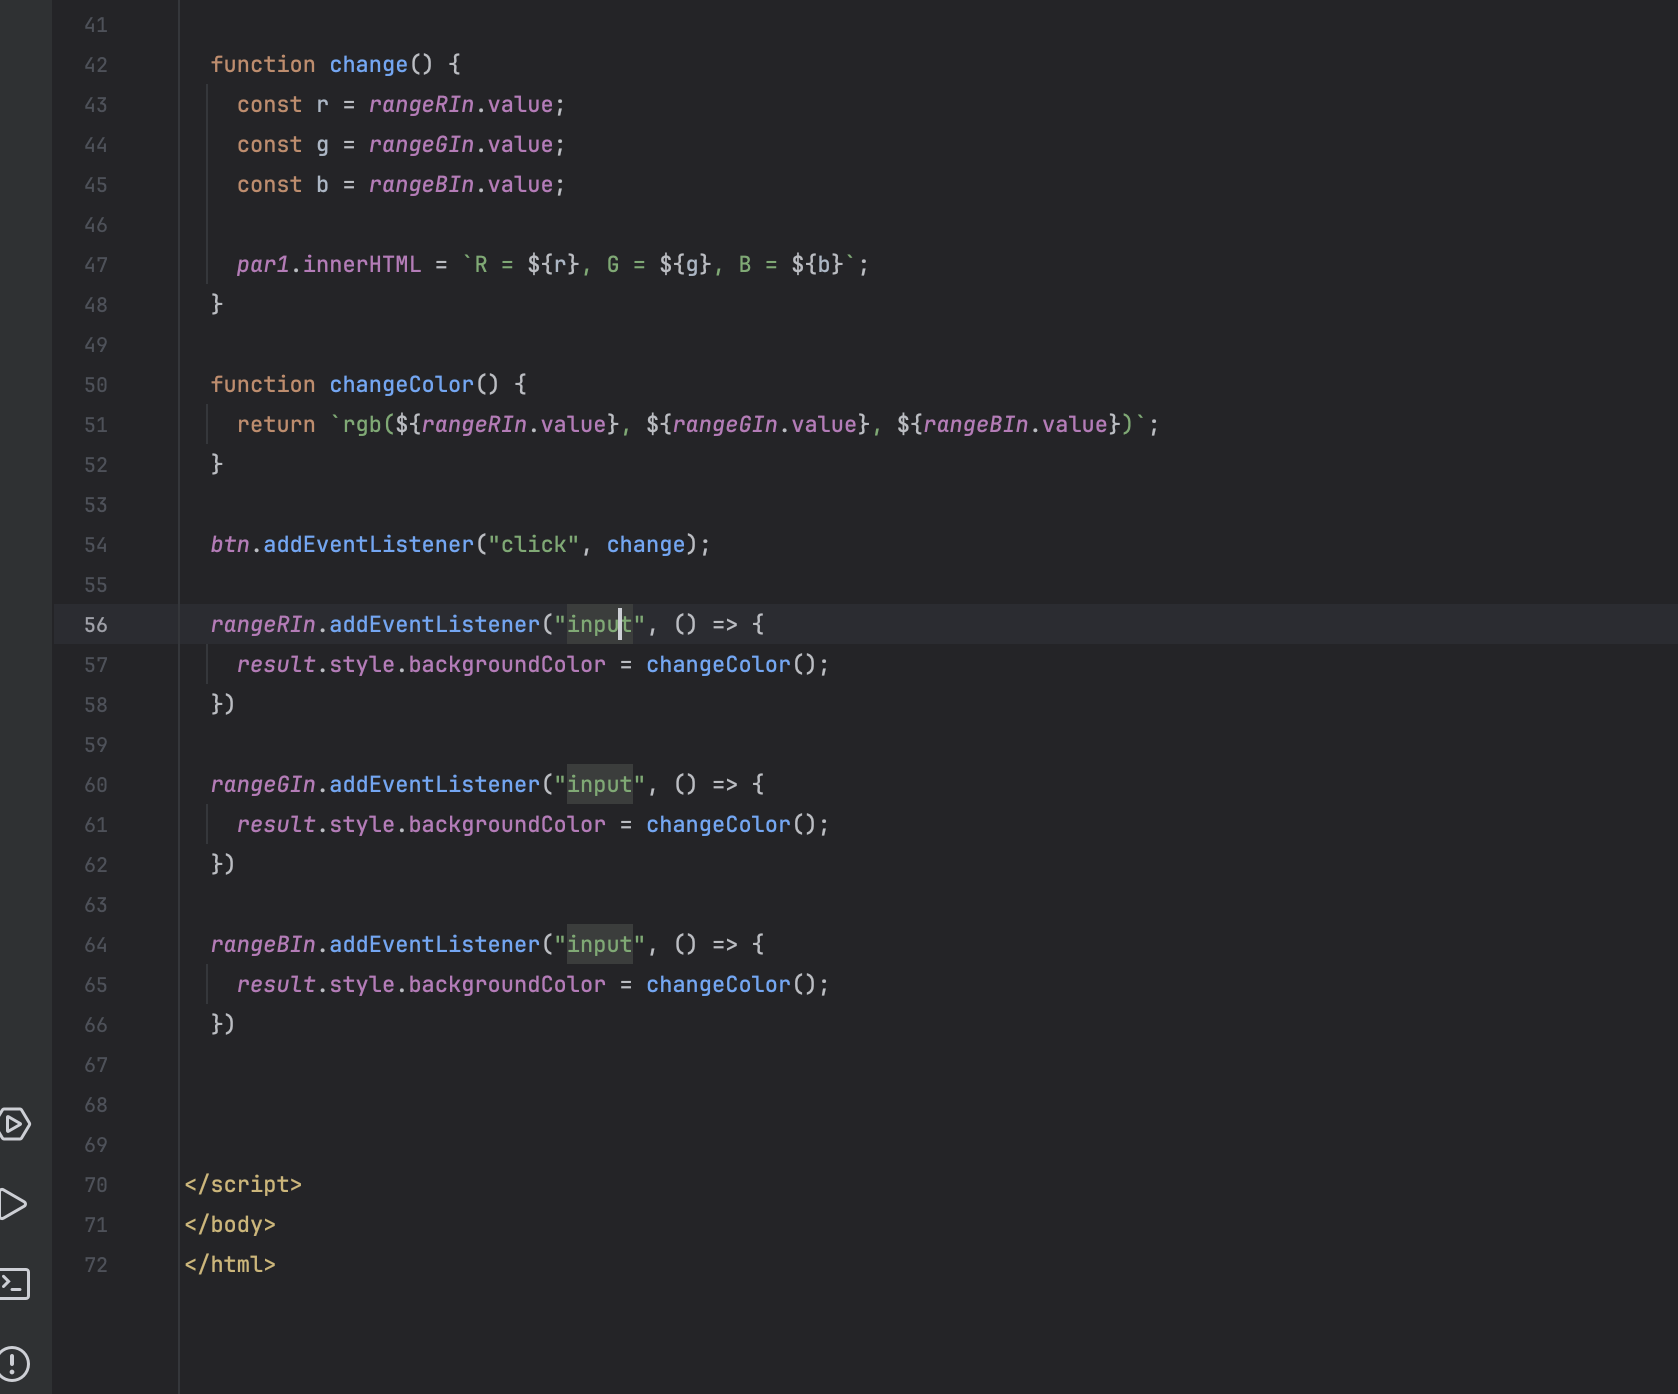 41
42 function change() {
43 const r = rangeRIn.value;
44 const g = rangeGIn.value;
45 const b = rangeBIn.value;
46
47 par1.innerHTML = `R = ${r}, G = ${g}, B = ${b}`;
48 }
49
50 function changeColor() {
51 return `rgb(${rangeRIn.value}, ${rangeGIn.value}, ${rangeBIn.value})`;
52 }
53
54 btn.addEventListener("click", change);
55
56 rangeRIn.addEventListener("input", () => {
57 result.style.backgroundColor = changeColor();
58 })
59
60 rangeGIn.addEventListener("input", () => {
61 result.style.backgroundColor = changeColor();
62 })
63
64 rangeBIn.addEventListener("input", () => {
65 result.style.backgroundColor = changeColor();
66 })
67
68
69
70 </script>
71 </body>
72 </html>